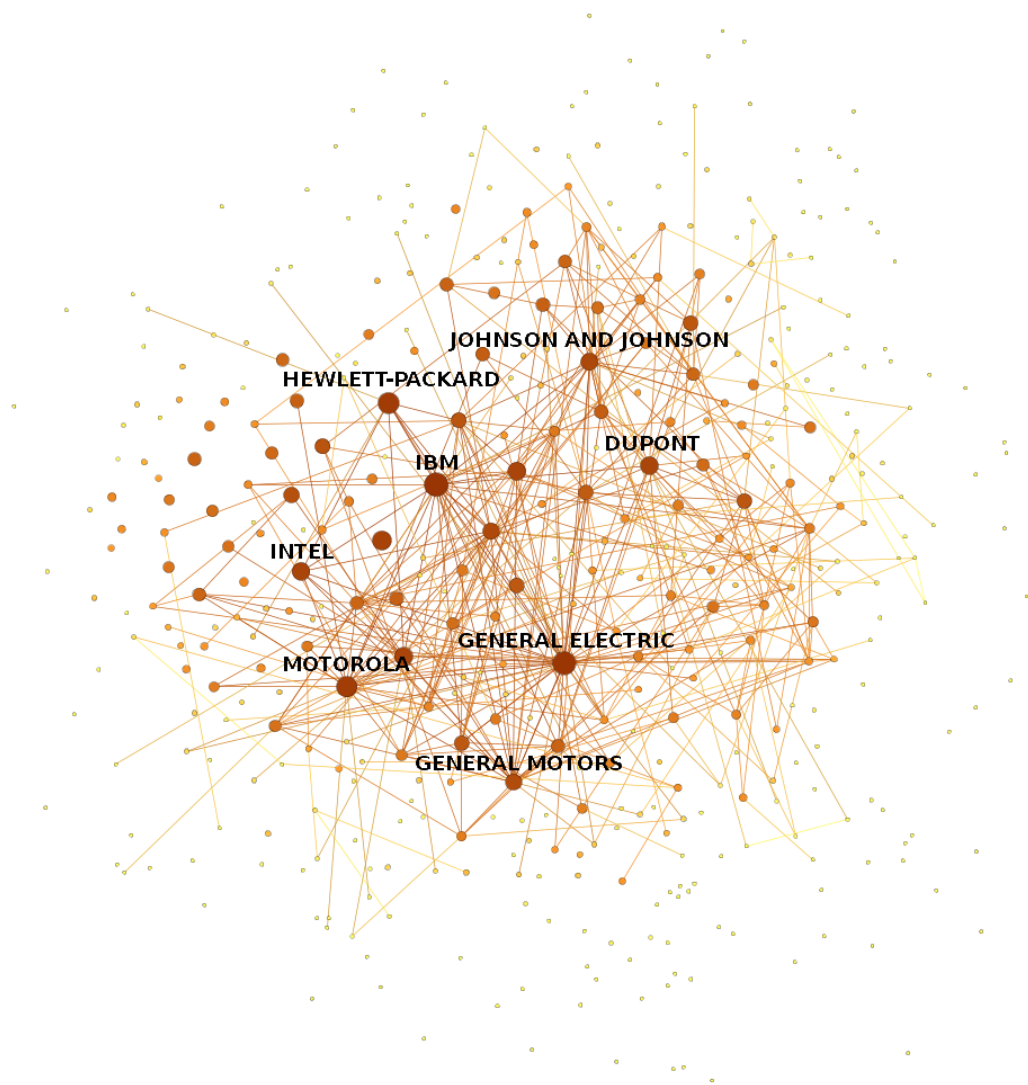 JOHNSON AND JOHNSON
HEWLETT-PACKARD
DUPONT
IBM
INTEL
GENERAL ELECTRIC
MOTOROLA
GENERAL MOTORS